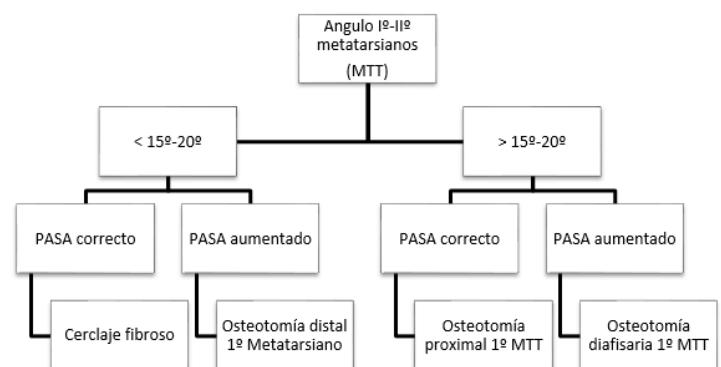 Angulo Iº-IIº
metatarsianos
(MTT)
< 15º-20º
> 15º-20º
PASA correcto
PASA aumentado
PASA correcto
PASA aumentado
Cerclaje fibroso
Osteotomía distal
1º Metatarsiano
Osteotomía
proximal 1º MTT
Osteotomía
diafisaria 1º MTT